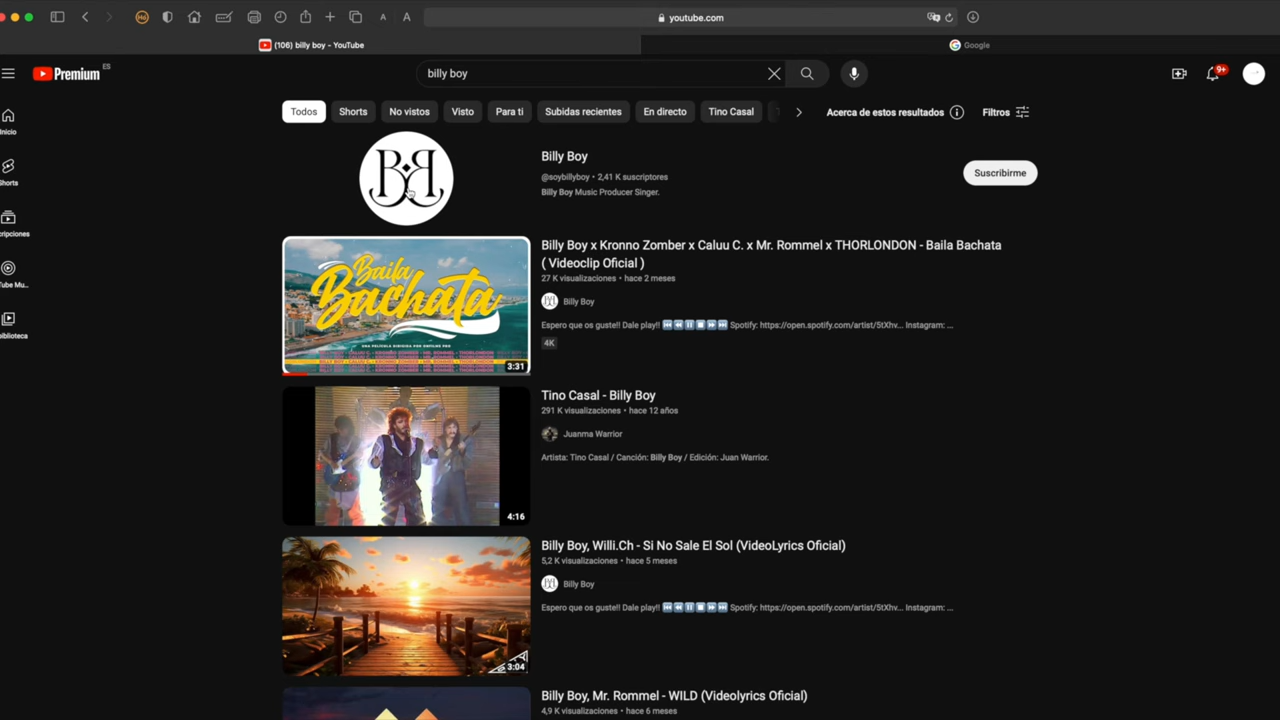 youtube.com
(106) billy boy - YouTube
Google
Premium ES
billy boy
9+
Todos
Shorts
No vistos
Visto
Para ti
Subidas recientes
En directo
Tino Casal
Acerca de estos resultados
Filtros
Inicio
Shorts
cripciones
Tube Mu...
Biblioteca
Billy Boy
@soybillyboy • 2,41 K suscriptores
Billy Boy Music Producer Singer.
Suscribirme
Baila
Bachata
3:31
Billy Boy x Kronno Zomber x Caluu C. x Mr. Rommel x THORLONDON - Baila Bachata
( Videoclip Oficial )
27 K visualizaciones • hace 2 meses
Billy Boy
Espero que os guste!! Dale play!! ⏮⏪⏸⏹⏩⏭ Spotify: https://open.spotify.com/artist/5tXhv... Instagram: ...
4K
4:16
Tino Casal - Billy Boy
291 K visualizaciones • hace 12 años
Juanma Warrior
Artista: Tino Casal / Canción: Billy Boy / Edición: Juan Warrior.
3:04
Billy Boy, Willi.Ch - Si No Sale El Sol (VideoLyrics Oficial)
5,2 K visualizaciones • hace 5 meses
Billy Boy
Espero que os guste!! Dale play!! ⏮⏪⏸⏹⏩⏭ Spotify: https://open.spotify.com/artist/5tXhv... Instagram: ...
Billy Boy, Mr. Rommel - WILD (Videolyrics Oficial)
4,9 K visualizaciones • hace 6 meses